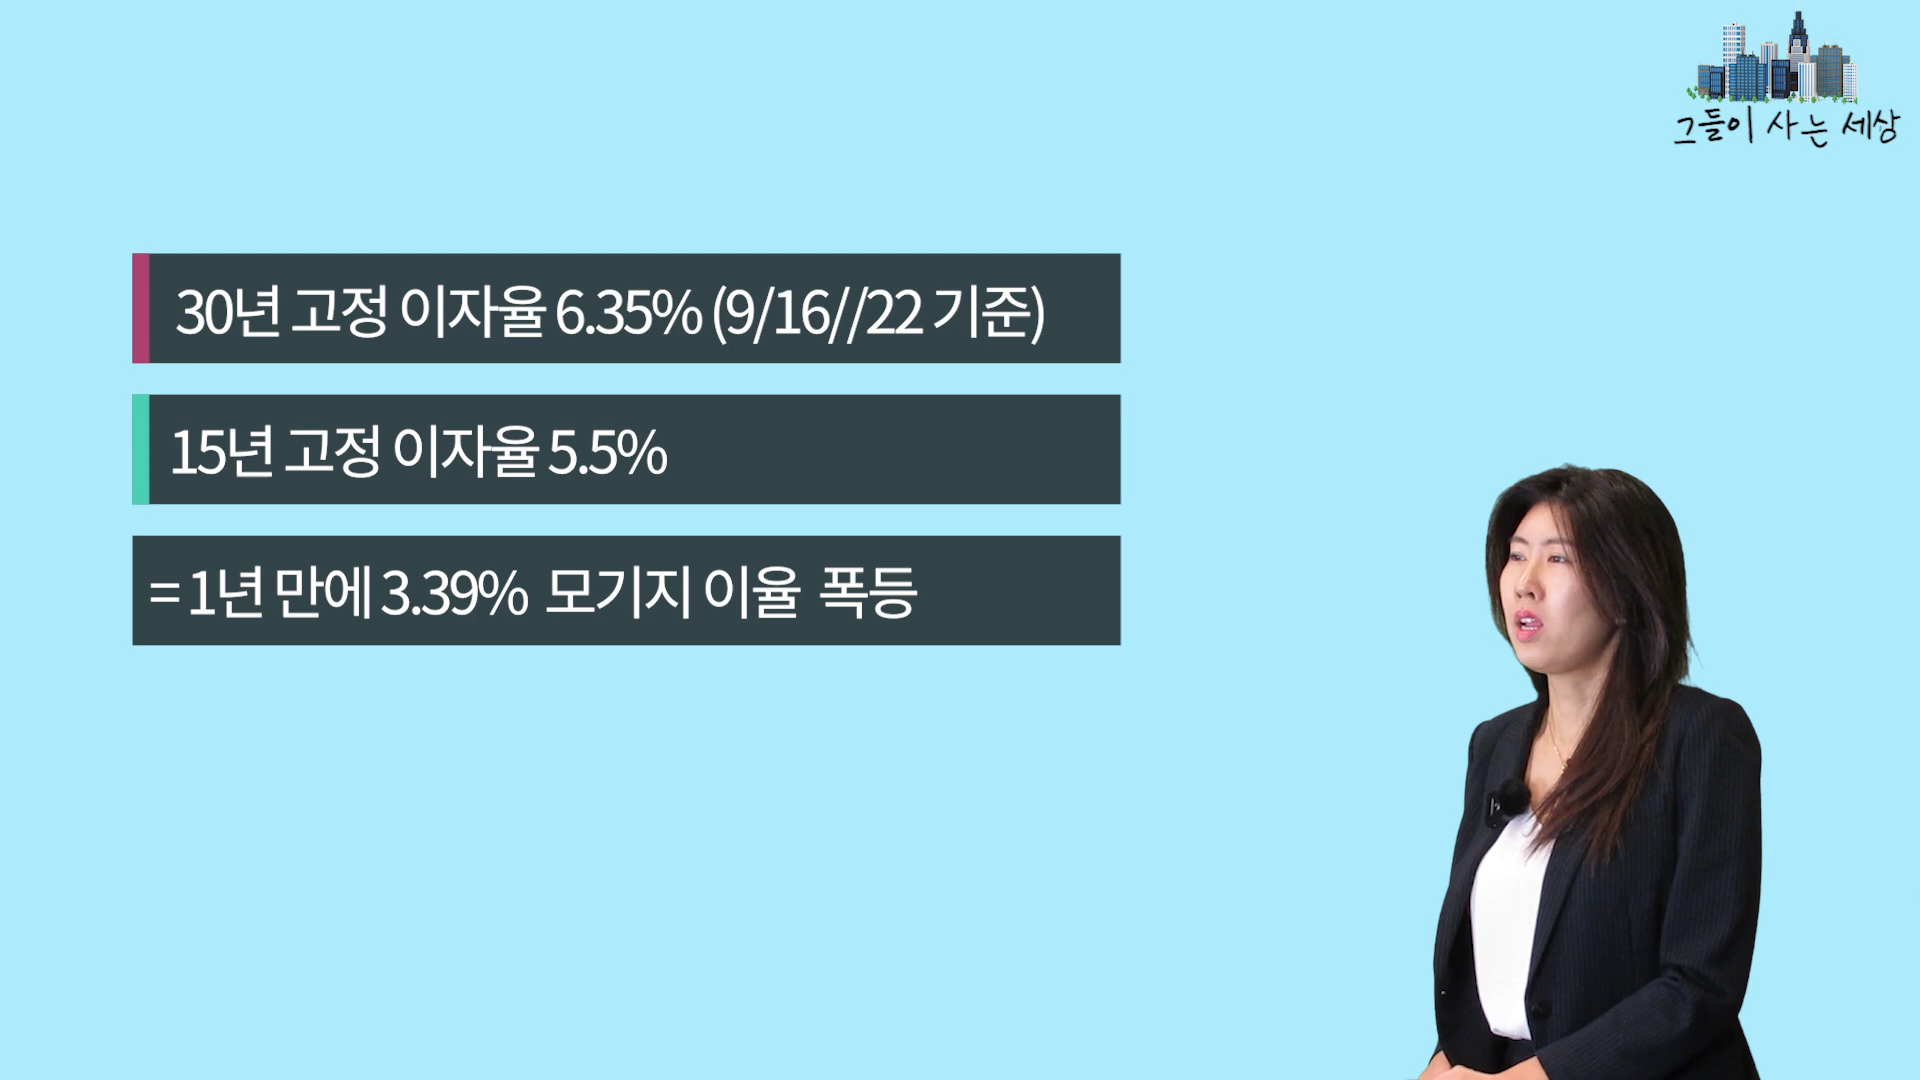 그들이 사는 세상
30년 고정 이자율 6.35% (9/16//22 기준)
15년 고정 이자율 5.5%
= 1년 만에 3.39% 모기지 이율 폭등